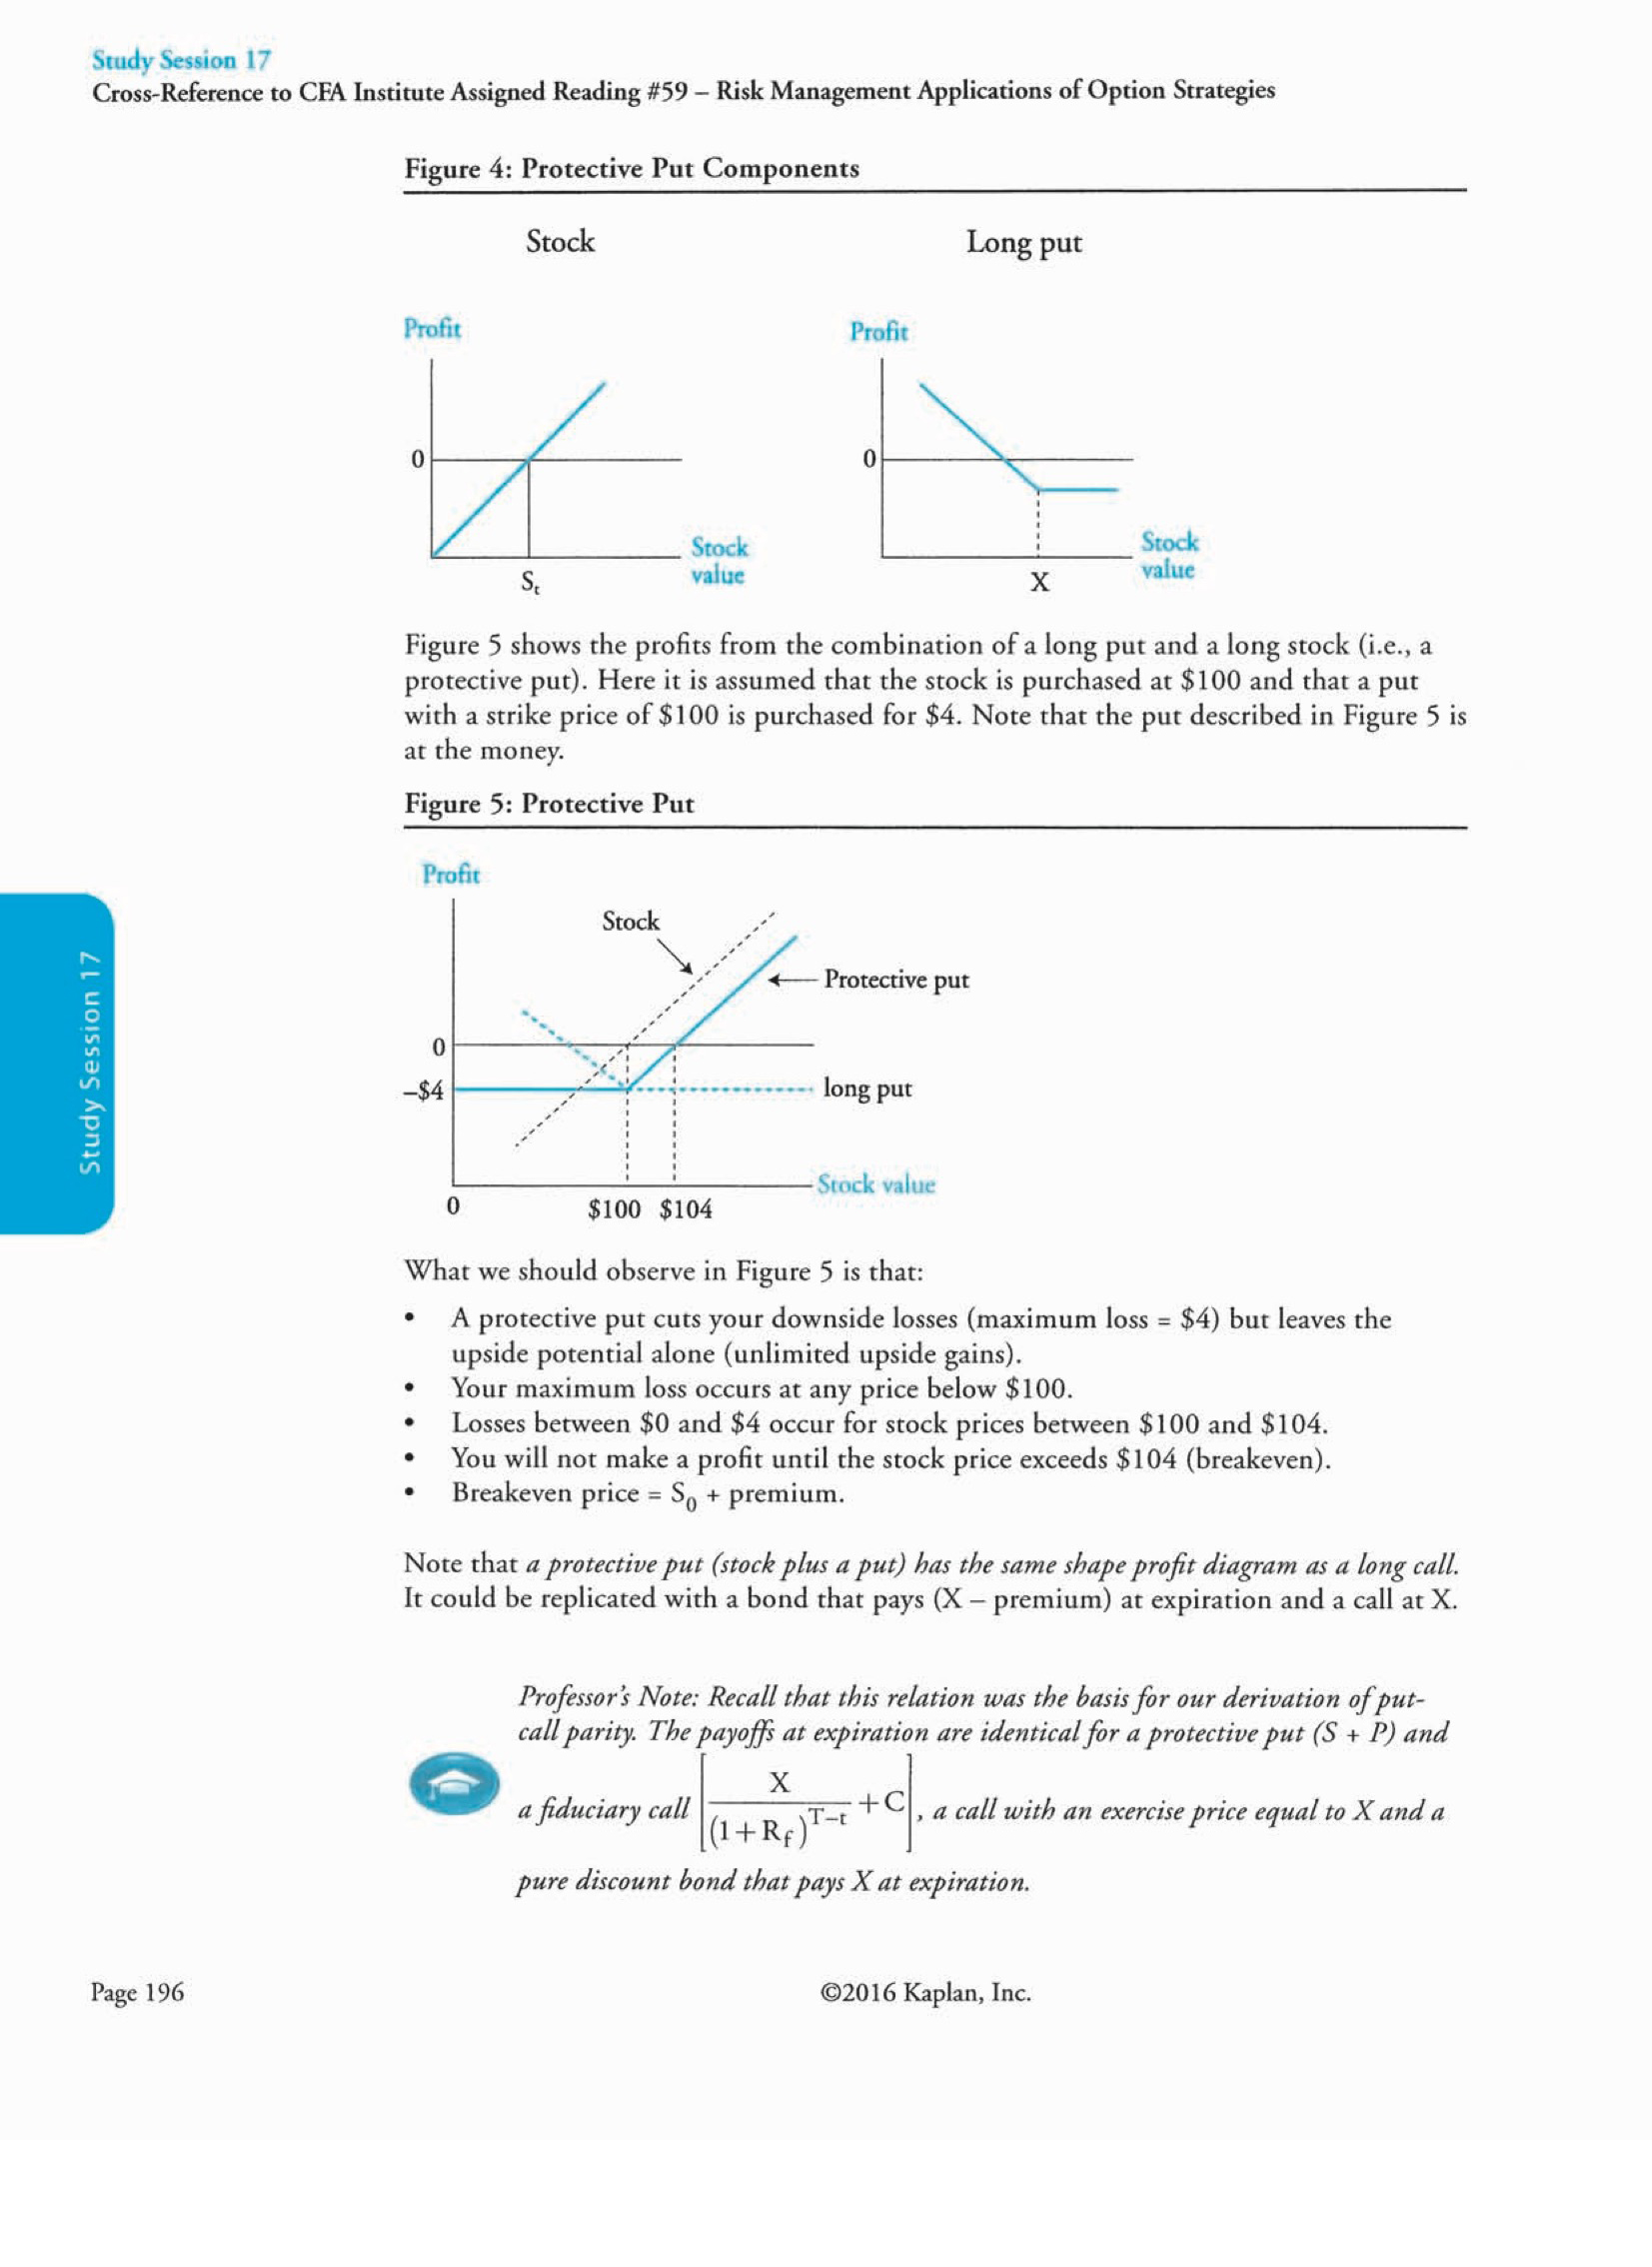 Study Session 17
Cross-Reference to CFA Institute Assigned Reading #59 – Risk Management Applications of Option Strategies
Figure 4: Protective Put Components
Stock
Long put
Profit
0
S_t
Stock
value
Profit
0
X
Stock
value
Figure 5 shows the profits from the combination of a long put and a long stock (i.e., a
protective put). Here it is assumed that the stock is purchased at $100 and that a put
with a strike price of $100 is purchased for $4. Note that the put described in Figure 5 is
at the money.
Figure 5: Protective Put
Profit
Stock
Protective put
0
–$4
long put
Stock value
0 $100 $104
Study Session 17
What we should observe in Figure 5 is that:
• A protective put cuts your downside losses (maximum loss = $4) but leaves the
upside potential alone (unlimited upside gains).
• Your maximum loss occurs at any price below $100.
• Losses between $0 and $4 occur for stock prices between $100 and $104.
• You will not make a profit until the stock price exceeds $104 (breakeven).
• Breakeven price = S_0 + premium.
Note that a protective put (stock plus a put) has the same shape profit diagram as a long call.
It could be replicated with a bond that pays (X – premium) at expiration and a call at X.
Professor's Note: Recall that this relation was the basis for our derivation of put-
call parity. The payoffs at expiration are identical for a protective put (S + P) and
a fiduciary call [X / (1+R_f)^{T–t} +C], a call with an exercise price equal to X and a
pure discount bond that pays X at expiration.
Page 196
©2016 Kaplan, Inc.